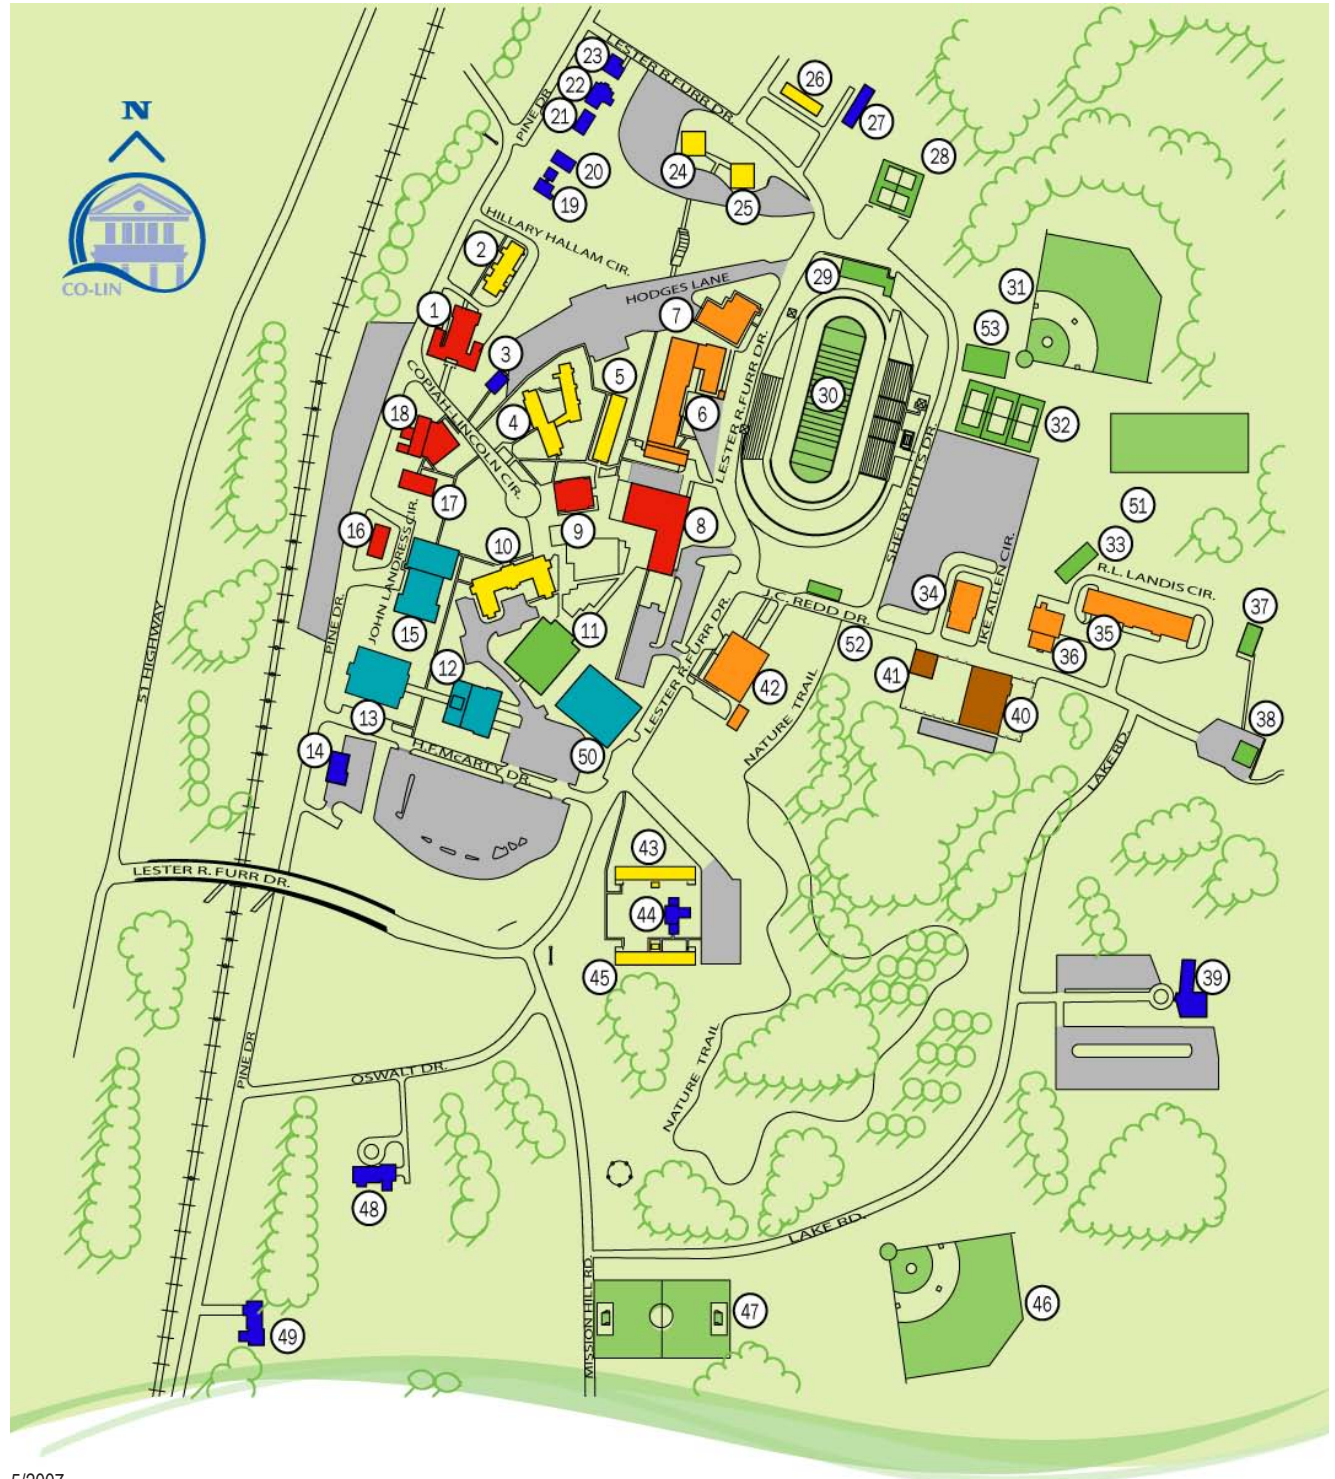 LESTER R. FURR DR.
23
22
PINE DR.
21
26
27
N
20
19
24
25
28
HILLARY HALLAM CIR.
2
CO-LIN
HODGES LANE
29
31
1
7
53
3
COPIAH-LINCOLN CIR.
5
LESTER R.FURR DR.
30
4
6
18
32
SHELBY PITTS DR.
17
16
JOHN LANDRESS CIR.
9
8
51
33
10
R.L. LANDIS CIR.
IKE ALLEN CIR.
34
J.C. REDD DR.
37
PINE DR.
15
11
LESTER R.FURR DR.
52
35
36
51 HIGHWAY
12
42
41
40
38
13
50
NATURE TRAIL
LAKE RD.
14
H.F.McARTY DR.
43
LESTER R. FURR DR.
44
45
39
PINE DR
OSWALT DR.
NATURE TRAIL
48
LAKE RD.
MISSION HILL RD.
47
46
49